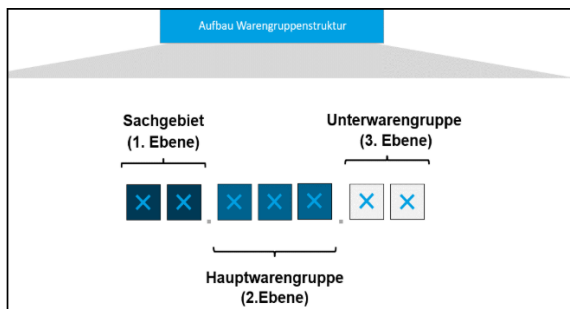 Aufbau Warengruppenstruktur
Sachgebiet
(1. Ebene)
Unterwarengruppe
(3. Ebene)
X X . X X X . X X
Hauptwarengruppe
(2.Ebene)